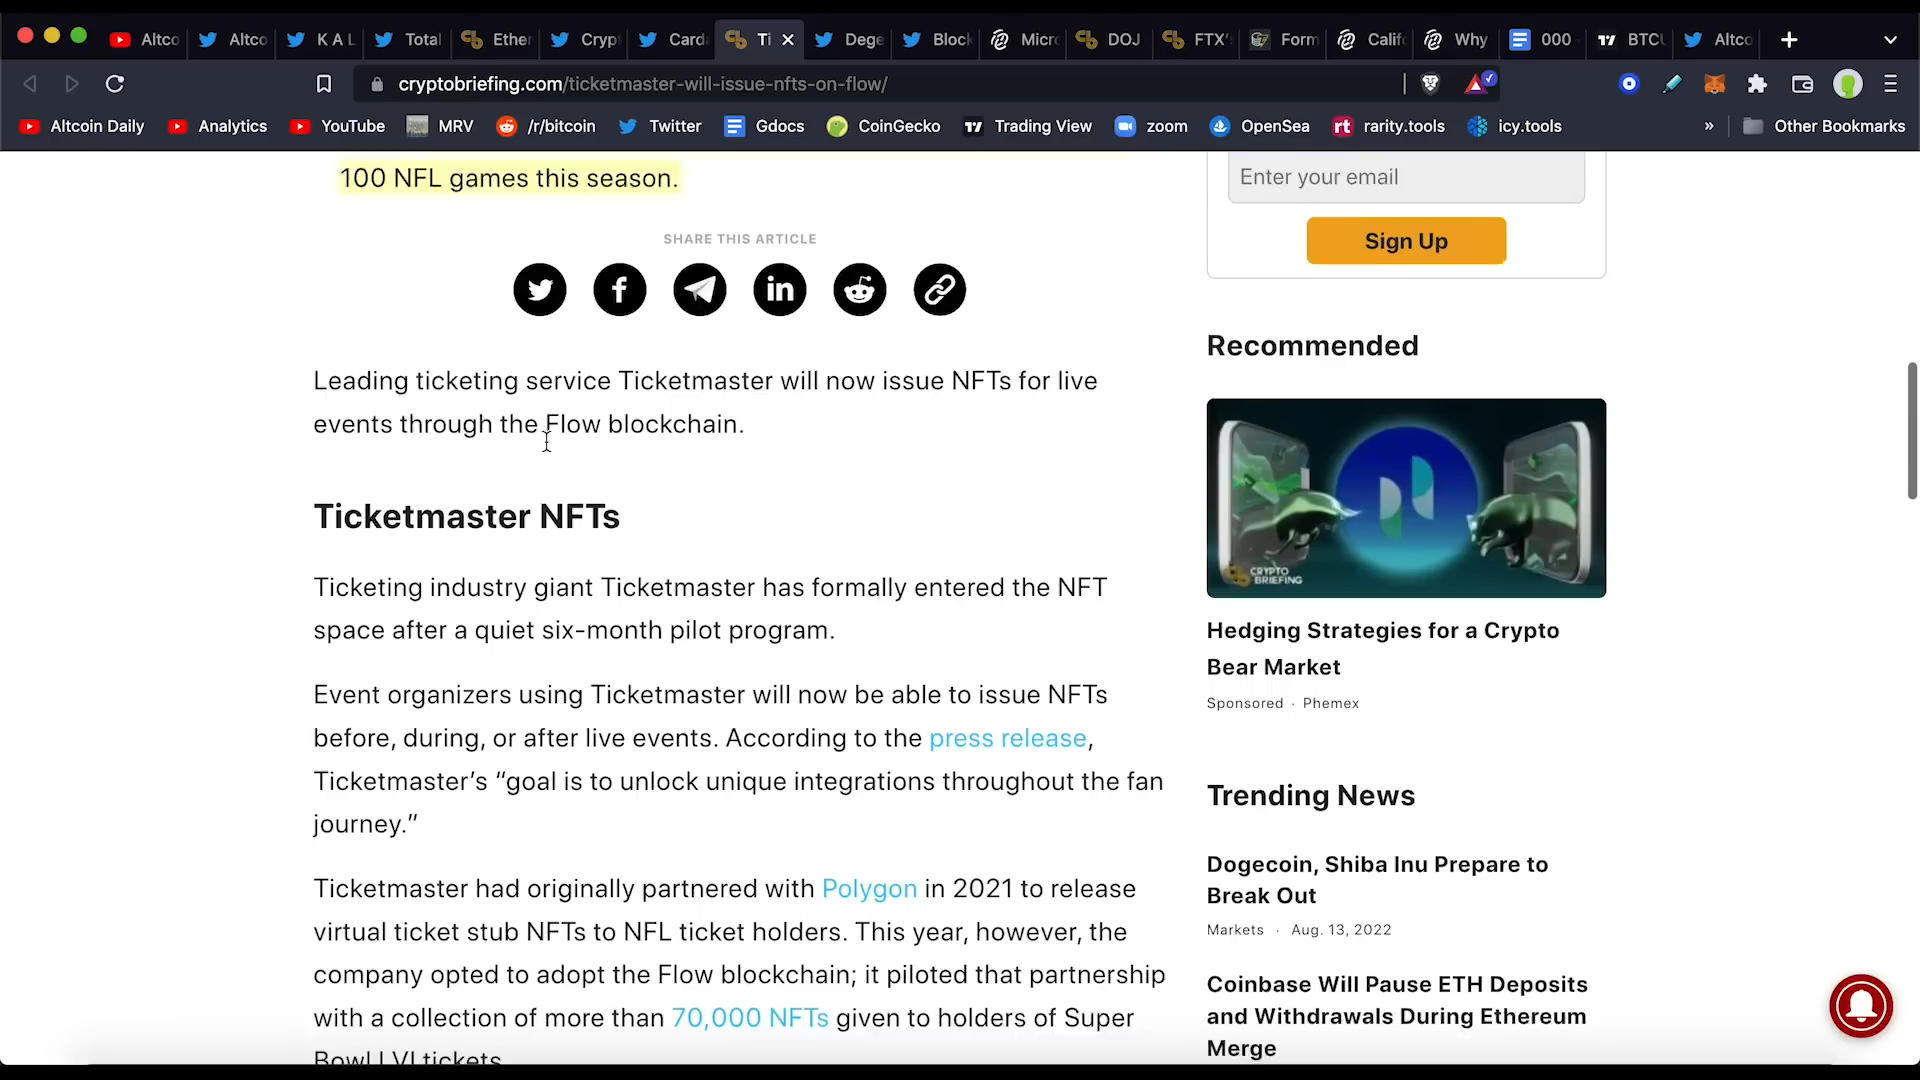 Altco
Altco
K A L
Total
Ether
Crypt
Carda
Ti
Dege
Block
Micro
DOJ
FTX'
Form
Califo
Why
000
BTCU
Altco
cryptobriefing.com/ticketmaster-will-issue-nfts-on-flow/
Altcoin Daily
Analytics
YouTube
MRV
/r/bitcoin
Twitter
Gdocs
CoinGecko
Trading View
zoom
OpenSea
rt
rarity.tools
icy.tools
»
Other Bookmarks
100 NFL games this season.
SHARE THIS ARTICLE
Leading ticketing service Ticketmaster will now issue NFTs for live
events through the Flow blockchain.
Ticketmaster NFTs
Ticketing industry giant Ticketmaster has formally entered the NFT
space after a quiet six-month pilot program.
Event organizers using Ticketmaster will now be able to issue NFTs
before, during, or after live events. According to the press release,
Ticketmaster’s “goal is to unlock unique integrations throughout the fan
journey.”
Ticketmaster had originally partnered with Polygon in 2021 to release
virtual ticket stub NFTs to NFL ticket holders. This year, however, the
company opted to adopt the Flow blockchain; it piloted that partnership
with a collection of more than 70,000 NFTs given to holders of Super
Bowl LVI tickets.
Enter your email
Sign Up
Recommended
CRYPTO
BRIEFING
Hedging Strategies for a Crypto
Bear Market
Sponsored · Phemex
Trending News
Dogecoin, Shiba Inu Prepare to
Break Out
Markets · Aug. 13, 2022
Coinbase Will Pause ETH Deposits
and Withdrawals During Ethereum
Merge